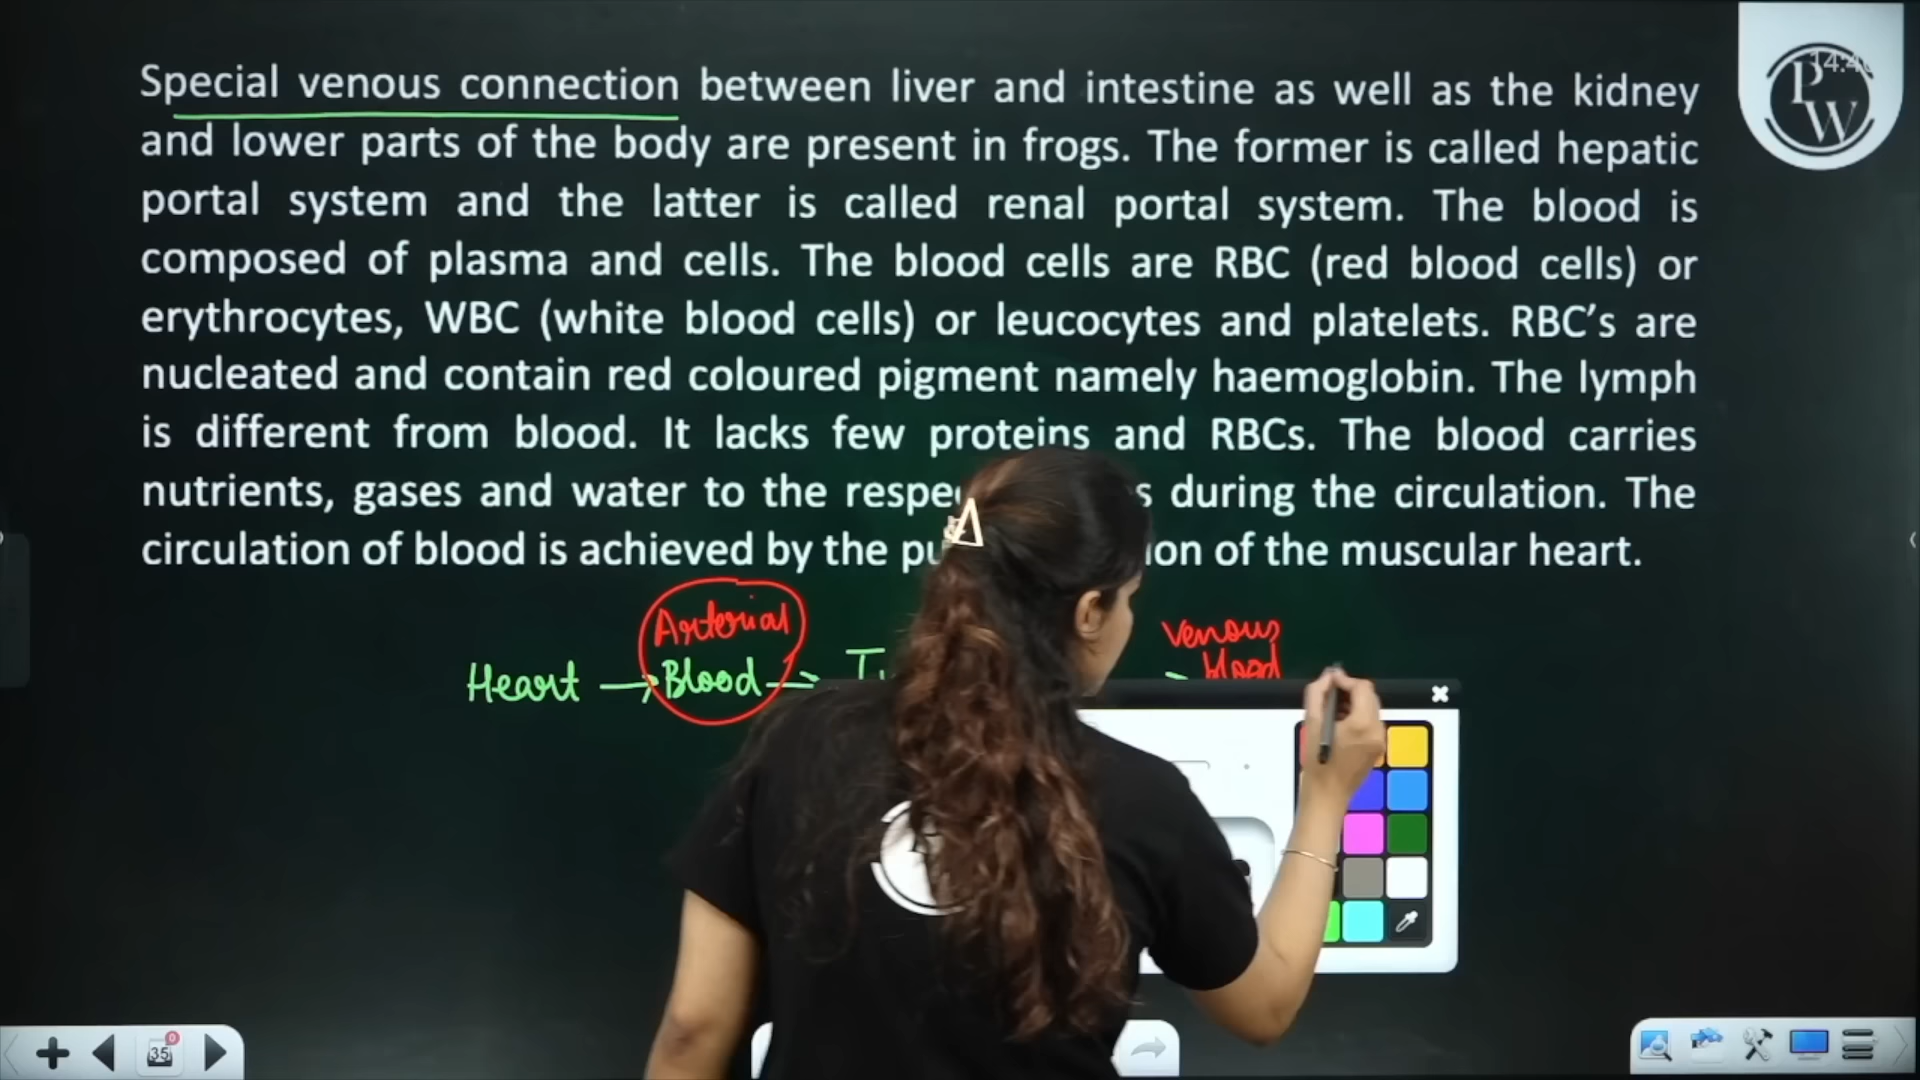 Special venous connection between liver and intestine as well as the kidney
and lower parts of the body are present in frogs. The former is called hepatic
portal system and the latter is called renal portal system. The blood is
composed of plasma and cells. The blood cells are RBC (red blood cells) or
erythrocytes, WBC (white blood cells) or leucocytes and platelets. RBC’s are
nucleated and contain red coloured pigment namely haemoglobin. The lymph
is different from blood. It lacks few proteins and RBCs. The blood carries
nutrients, gases and water to the during the circulation. The
circulation of blood is achieved by the of the muscular heart.
Arterial
Venous
Heart → Blood →
blood
PW
35
0